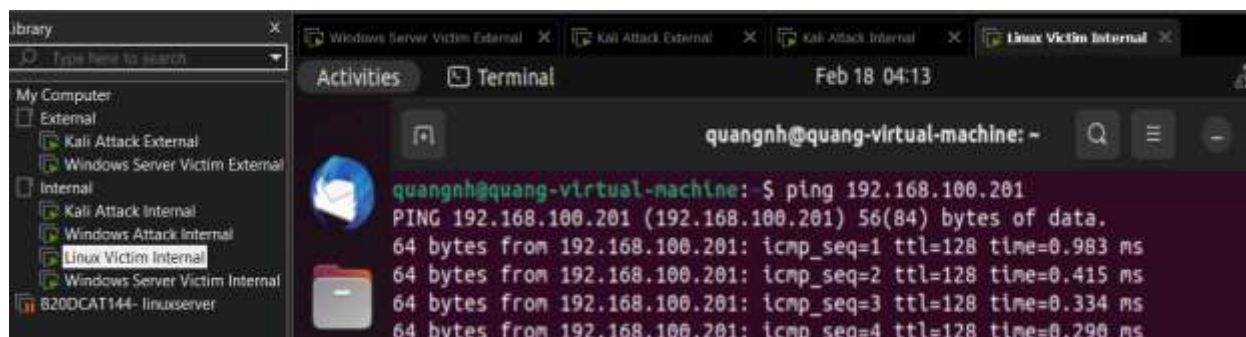 Library X
Type here to search
My Computer
External
Kali Attack External
Windows Server Victim External
Internal
Kali Attack Internal
Windows Attack Internal
Linux Victim Internal
Windows Server Victim Internal
B20DCAT144- linuxserver
Windows Server Victim External Kali Attack External Kali Attack Internal Linux Victim Internal
Activities Terminal Feb 18 04:13
quangnh@quang-virtual-machine: ~
quangnh@quang-virtual-machine: $ ping 192.168.100.201
PING 192.168.100.201 (192.168.100.201) 56(84) bytes of data.
64 bytes from 192.168.100.201: icmp_seq=1 ttl=128 time=0.983 ms
64 bytes from 192.168.100.201: icmp_seq=2 ttl=128 time=0.415 ms
64 bytes from 192.168.100.201: icmp_seq=3 ttl=128 time=0.334 ms
64 bytes from 192.168.100.201: icmp_seq=4 ttl=128 time=0.290 ms